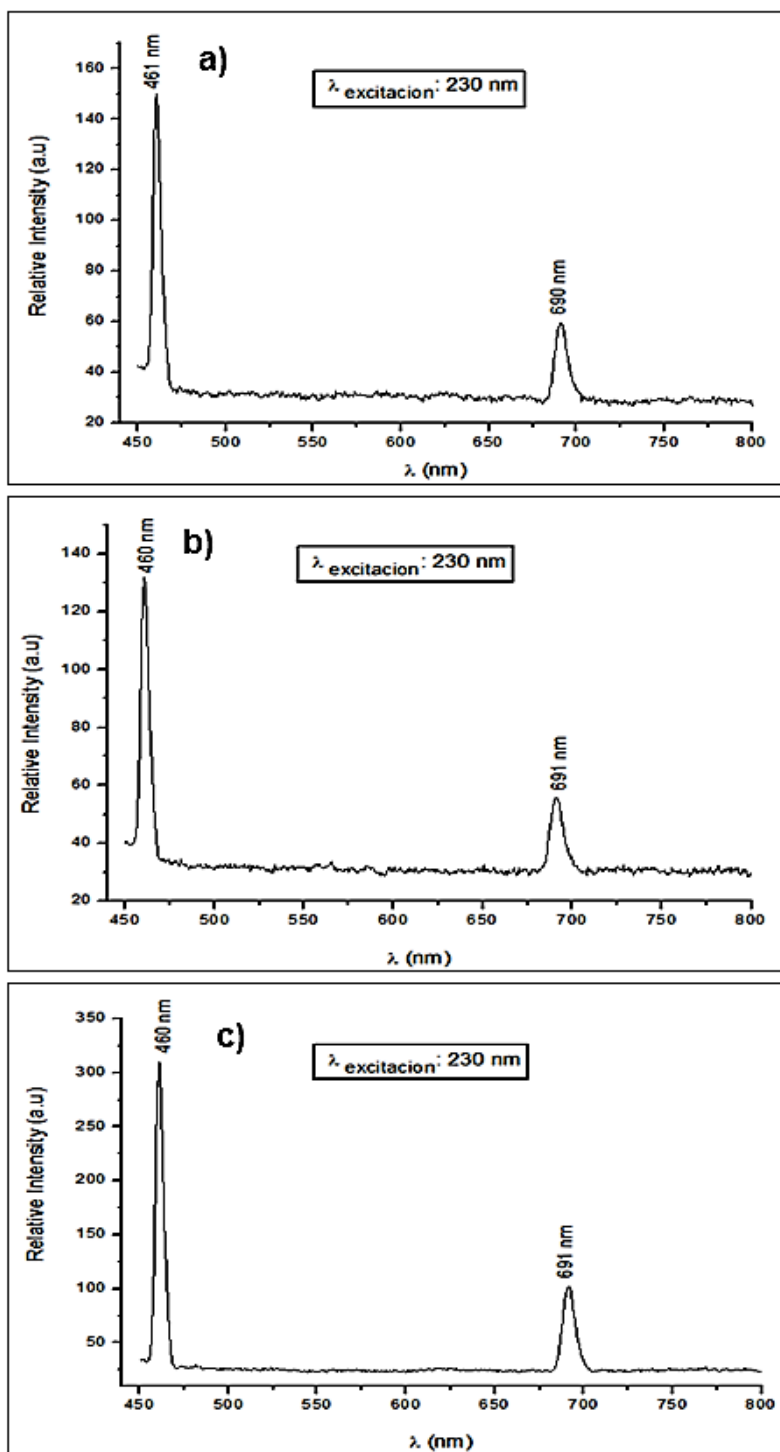 a)
461 nm
λ excitacion: 230 nm
690 nm
Relative Intensity (a.u)
160
140
120
100
80
60
40
20
450 500 550 600 650 700 750 800
λ (nm)
b)
460 nm
λ excitacion: 230 nm
691 nm
Relative Intensity (a.u)
140
120
100
80
60
40
20
450 500 550 600 650 700 750 800
λ (nm)
c)
460 nm
λ excitacion: 230 nm
691 nm
Relative Intensity (a.u)
350
300
250
200
150
100
50
450 500 550 600 650 700 750 800
λ (nm)